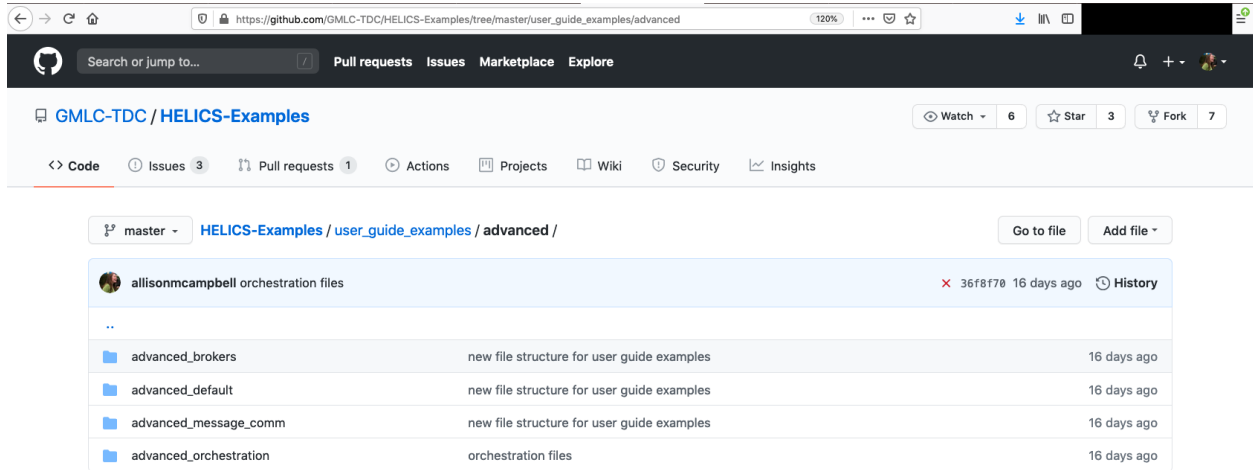 https://github.com/GMLC-TDC/HELICS-Examples/tree/master/user_guide_examples/advanced 120%
Search or jump to... / Pull requests Issues Marketplace Explore
GMLC-TDC / HELICS-Examples Watch 6 Star 3 Fork 7
Code Issues 3 Pull requests 1 Actions Projects Wiki Security Insights
master HELICS-Examples / user_guide_examples / advanced / Go to file Add file
allisonmcampbell orchestration files 36f8f70 16 days ago History
..
advanced_brokers new file structure for user guide examples 16 days ago
advanced_default new file structure for user guide examples 16 days ago
advanced_message_comm new file structure for user guide examples 16 days ago
advanced_orchestration orchestration files 16 days ago